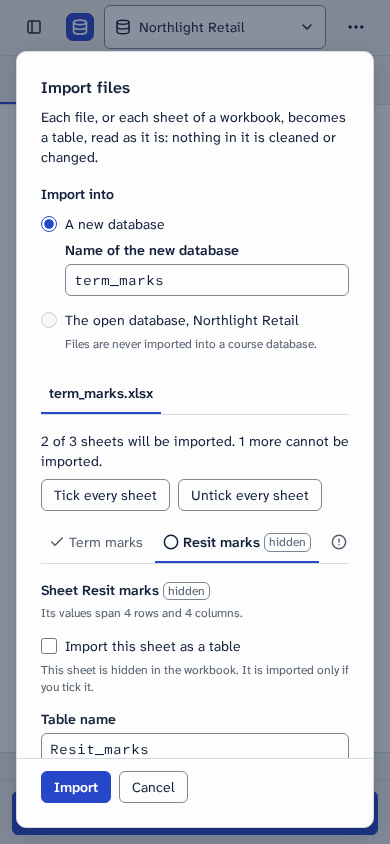 Northlight Retail
Import files
Each file, or each sheet of a workbook, becomes
a table, read as it is: nothing in it is cleaned or
changed.
Import into
A new database
Name of the new database
term_marks
The open database, Northlight Retail
Files are never imported into a course database.
term_marks.xlsx
2 of 3 sheets will be imported. 1 more cannot be
imported.
Tick every sheet Untick every sheet
Term marks Resit marks hidden
Sheet Resit marks hidden
Its values span 4 rows and 4 columns.
Import this sheet as a table
This sheet is hidden in the workbook. It is imported only if
you tick it.
Table name
Resit_marks
Import Cancel